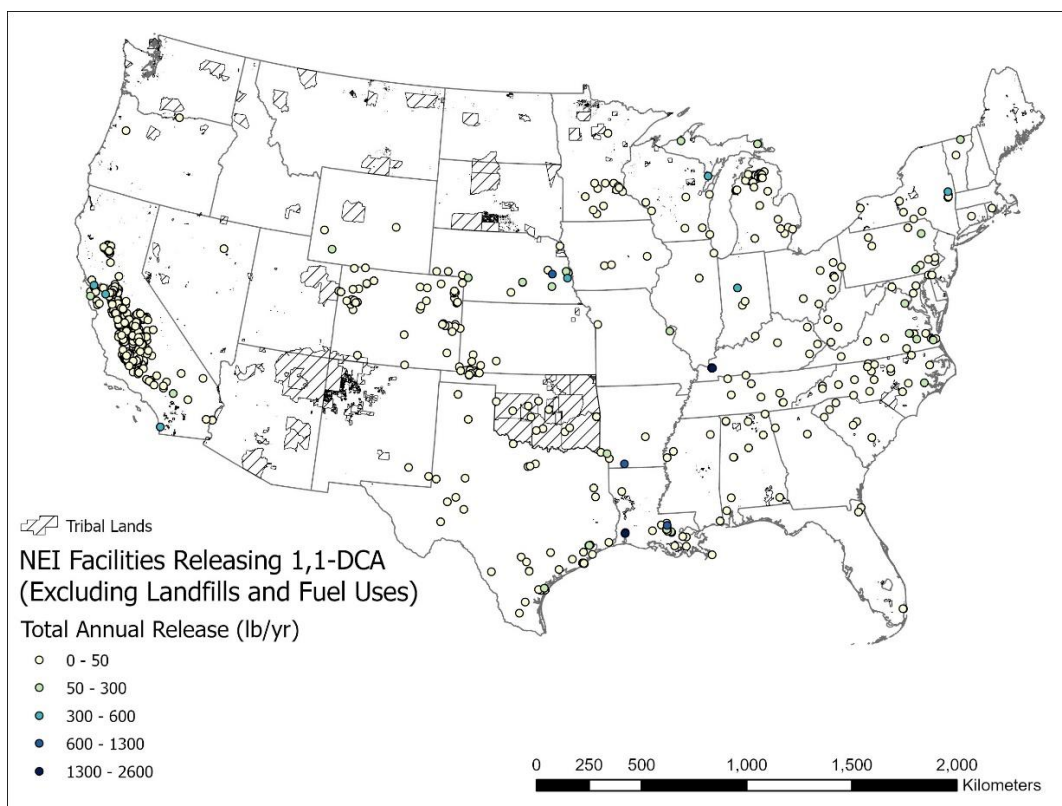 Tribal Lands
NEI Facilities Releasing 1,1-DCA
(Excluding Landfills and Fuel Uses)
Total Annual Release (lb/yr)
0 - 50
50 - 300
300 - 600
600 - 1300
1300 - 2600
0 250 500 1,000 1,500 2,000
Kilometers